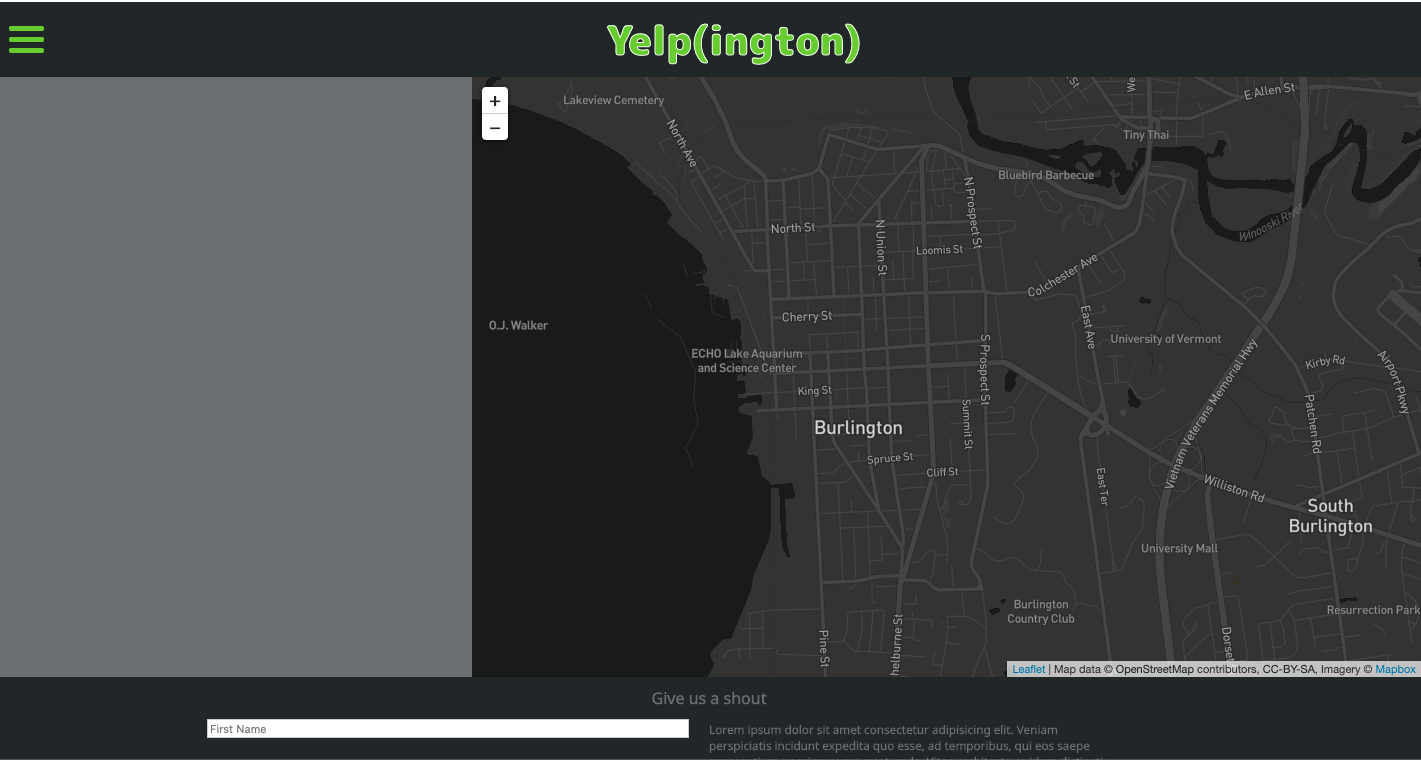 Yelp(ington)
+
−
Lakeview Cemetery
North Ave
E Allen St
Tiny Thai
Bluebird Barbecue
N Prospect St
Winooski River
North St
N Union St
Loomis St
Colchester Ave
Cherry St
East Ave
O.J. Walker
University of Vermont
ECHO Lake Aquarium
and Science Center
S Prospect St
Vietnam Veterans Memorial Hwy
Kirby Rd
Airport Pkwy
King St
Summit St
Patchen Rd
Burlington
Spruce St
Cliff St
East Ter
Williston Rd
South
Burlington
University Mall
Burlington
Country Club
Resurrection Park
Pine St
helburne St
Dorset
Leaflet | Map data © OpenStreetMap contributors, CC-BY-SA, Imagery © Mapbox
Give us a shout
First Name
Lorem ipsum dolor sit amet consectetur adipisicing elit. Veniam
perspiciatis incidunt expedita quo esse, ad temporibus, qui eos saepe